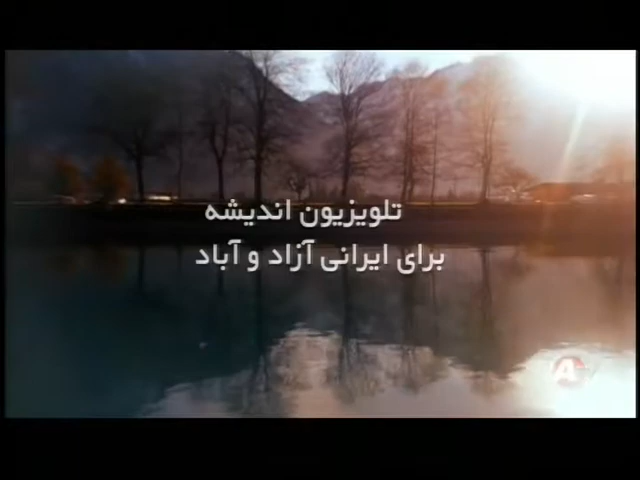 تلویزیون اندیشه
برای ایرانی آزاد و آباد
A